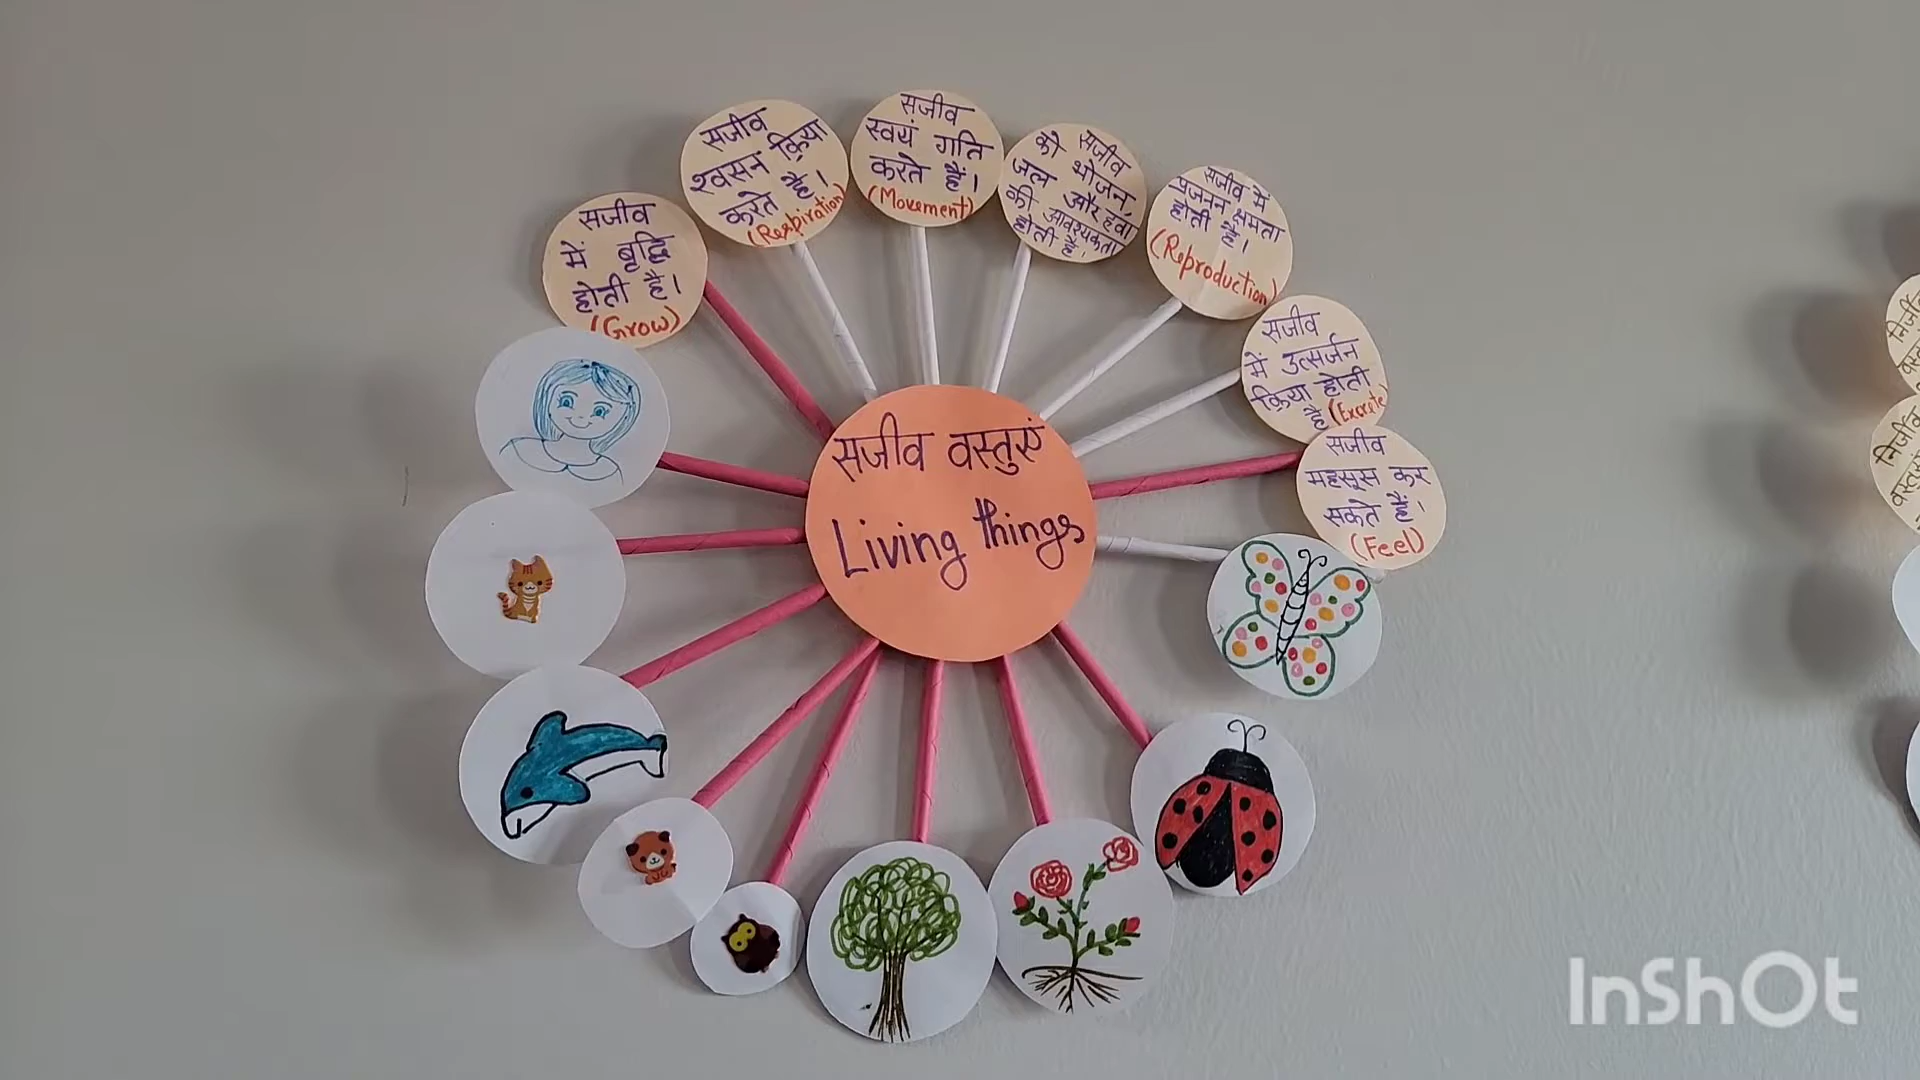 सजीव वस्तुएं
Living things
सजीव
में बृद्धि
होती है।
(Grow)
सजीव
श्वसन क्रिया
करते है।
(Respiration)
सजीव
स्वयं गति
करते हैं।
(Movement)
सजीव
को भोजन,
जल और हवा
की आवश्यकता
होती है।
सजीव में
प्रजनन क्षमता
होती है।
(Reproduction)
सजीव
में उत्सर्जन
क्रिया होती
है (Excrete)
सजीव
महसूस कर
सकते हैं।
(Feel)
निर्जीव
निर्जीव
InShOt